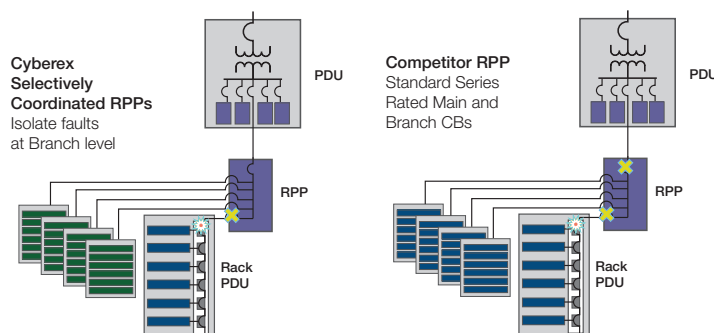 Cyberex
Selectively
Coordinated RPPs
Isolate faults
at Branch level
PDU
RPP
Rack
PDU
Competitor RPP
Standard Series
Rated Main and
Branch CBs
PDU
RPP
Rack
PDU